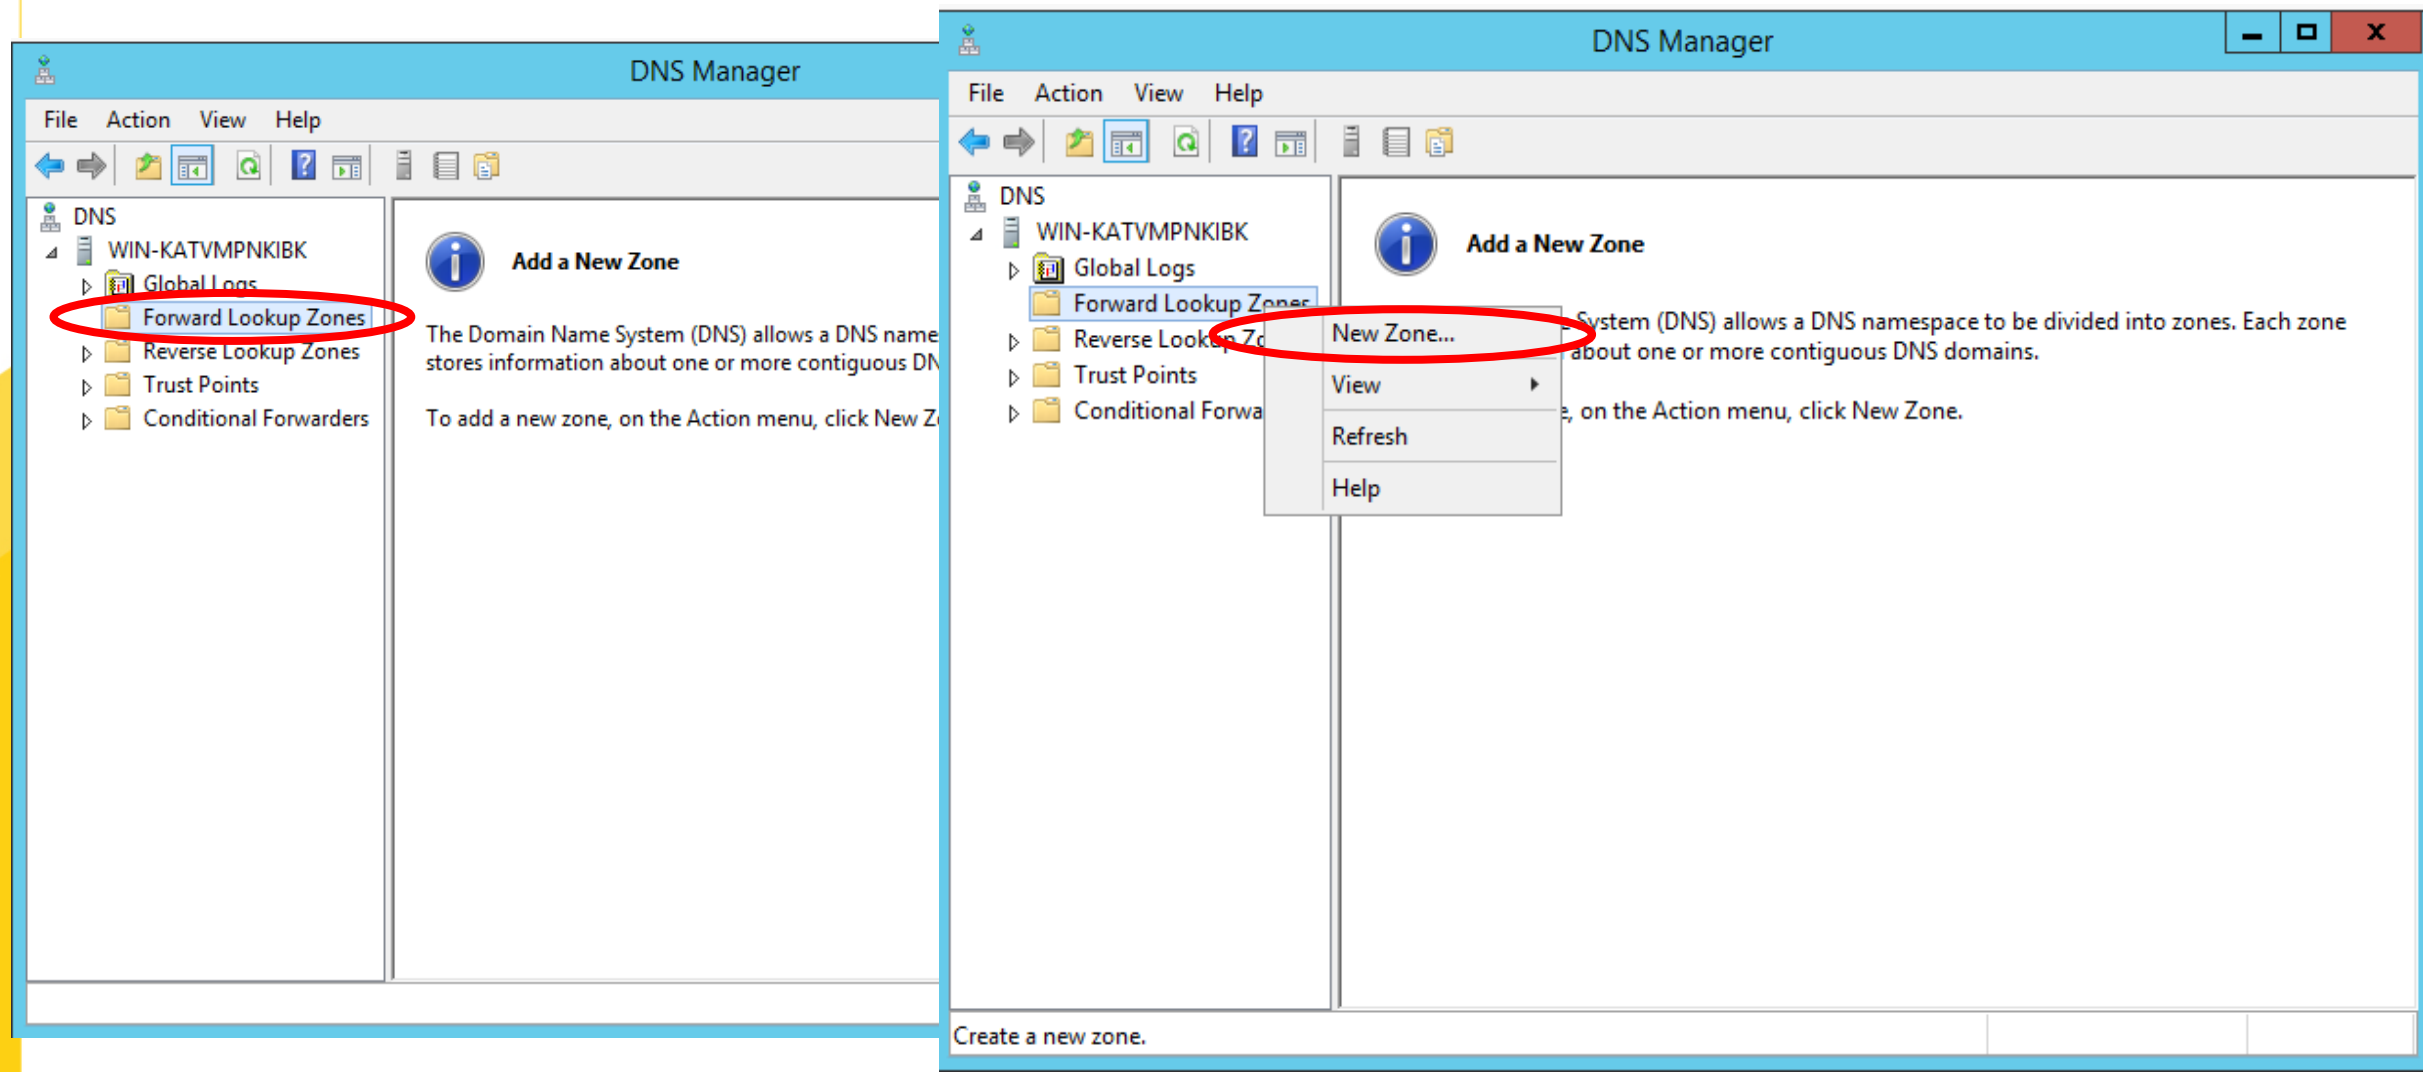 DNS Manager
File Action View Help
DNS
WIN-KATVMPNKIBK
Global Logs
Forward Lookup Zones
Reverse Lookup Zones
Trust Points
Conditional Forwarders
Add a New Zone
The Domain Name System (DNS) allows a DNS name
stores information about one or more contiguous DN
To add a new zone, on the Action menu, click New Z
DNS Manager
File Action View Help
DNS
WIN-KATVMPNKIBK
Global Logs
Forward Lookup Zones
Reverse Lookup Zo
Trust Points
Conditional Forwa
New Zone...
View
Refresh
Help
Add a New Zone
System (DNS) allows a DNS namespace to be divided into zones. Each zone
about one or more contiguous DNS domains.
, on the Action menu, click New Zone.
Create a new zone.